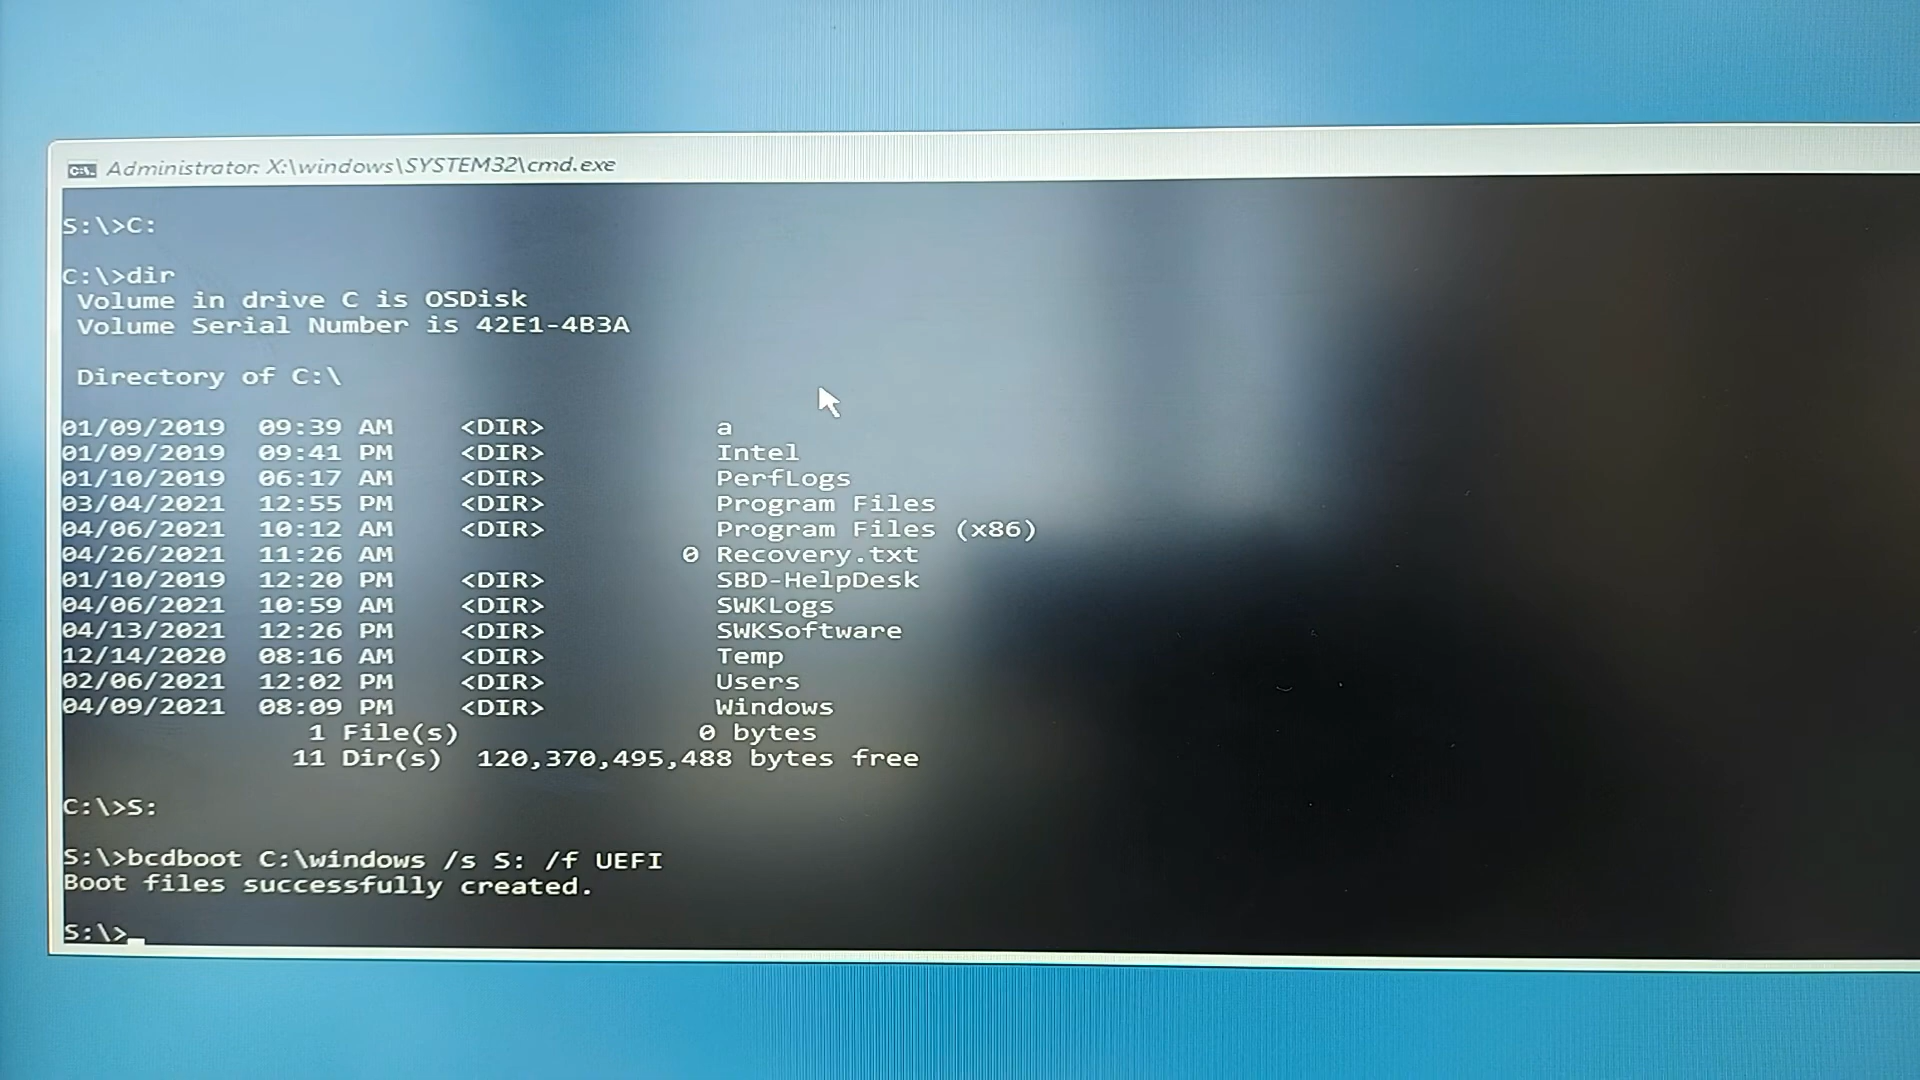 Administrator: X:\windows\SYSTEM32\cmd.exe
S:\>C:
C:\>dir
Volume in drive C is OSDisk
Volume Serial Number is 42E1-4B3A
Directory of C:\
01/09/2019 09:39 AM <DIR> a
01/09/2019 09:41 PM <DIR> Intel
01/10/2019 06:17 AM <DIR> PerfLogs
03/04/2021 12:55 PM <DIR> Program Files
04/06/2021 10:12 AM <DIR> Program Files (x86)
04/26/2021 11:26 AM 0 Recovery.txt
01/10/2019 12:20 PM <DIR> SBD-HelpDesk
04/06/2021 10:59 AM <DIR> SWKLogs
04/13/2021 12:26 PM <DIR> SWKSoftware
12/14/2020 08:16 AM <DIR> Temp
02/06/2021 12:02 PM <DIR> Users
04/09/2021 08:09 PM <DIR> Windows
1 File(s) 0 bytes
11 Dir(s) 120,370,495,488 bytes free
C:\>S:
S:\>bcdboot C:\windows /s S: /f UEFI
Boot files successfully created.
S:\>_